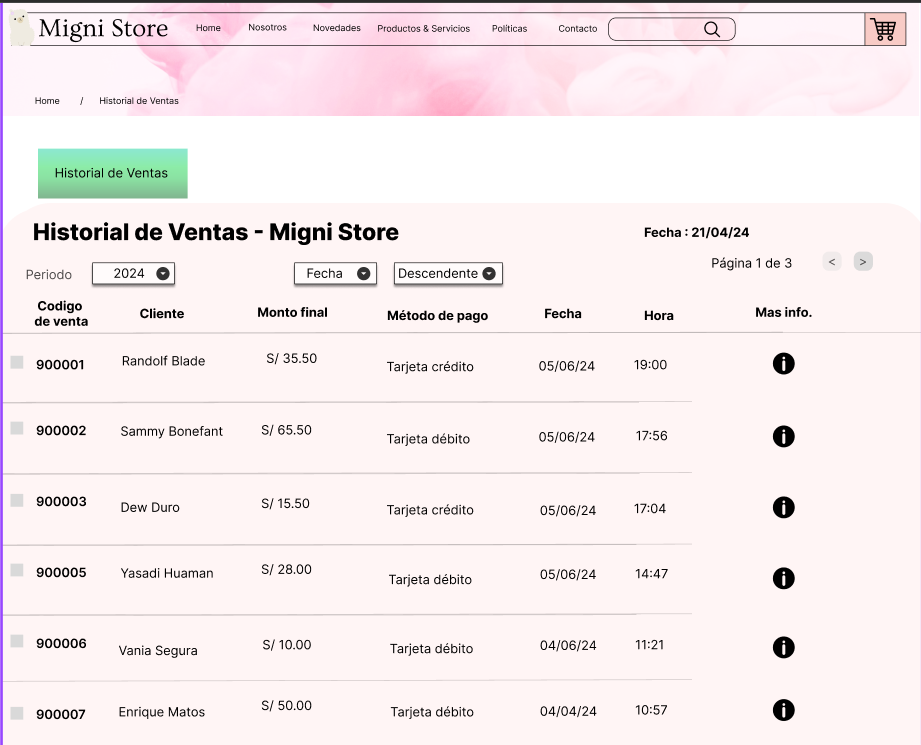 Migni Store Home Nosotros Novedades Productos & Servicios Políticas Contacto
Home / Historial de Ventas
Historial de Ventas
Historial de Ventas - Migni Store Fecha : 21/04/24
Página 1 de 3 < >
Periodo 2024 Fecha Descendente
Codigo de venta Cliente Monto final Método de pago Fecha Hora Mas info.
900001 Randolf Blade S/ 35.50 Tarjeta crédito 05/06/24 19:00 i
900002 Sammy Bonefant S/ 65.50 Tarjeta débito 05/06/24 17:56 i
900003 Dew Duro S/ 15.50 Tarjeta crédito 05/06/24 17:04 i
900005 Yasadi Huaman S/ 28.00 Tarjeta débito 05/06/24 14:47 i
900006 Vania Segura S/ 10.00 Tarjeta débito 04/06/24 11:21 i
900007 Enrique Matos S/ 50.00 Tarjeta débito 04/04/24 10:57 i